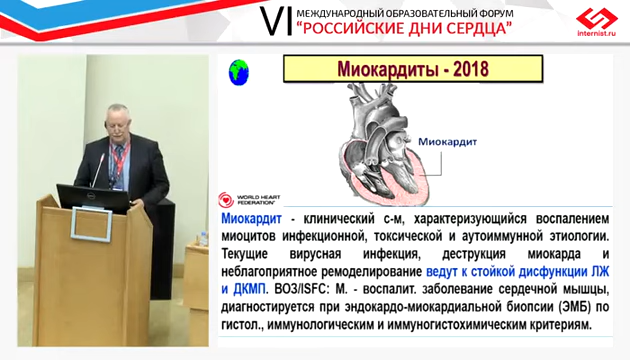 VI
МЕЖДУНАРОДНЫЙ ОБРАЗОВАТЕЛЬНЫЙ ФОРУМ
“РОССИЙСКИЕ ДНИ СЕРДЦА”
internist.ru
Миокардиты - 2018
Миокардит
WORLD HEART
FEDERATION®
Миокардит - клинический с-м, характеризующийся воспалением
миоцитов инфекционной, токсической и аутоиммунной этиологии.
Текущие вирусная инфекция, деструкция миокарда и
неблагоприятное ремоделирование ведут к стойкой дисфункции ЛЖ
и ДКМП. ВОЗ/ISFC: М. - воспалит. заболевание сердечной мышцы,
диагностируется при эндокардо-миокардиальной биопсии (ЭМБ) по
гистол., иммунологическим и иммуногистохимическим критериям.